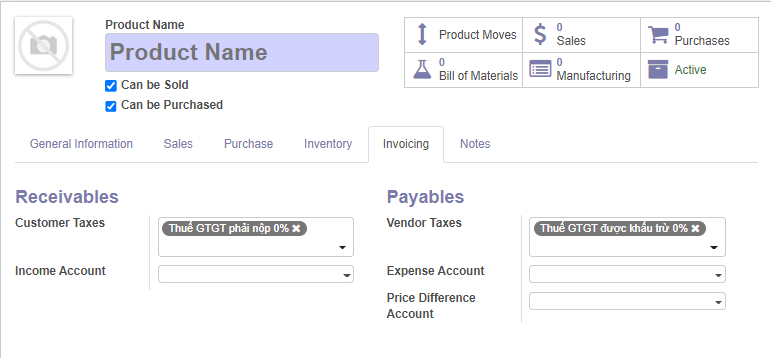 Product Name
Product Name
Can be Sold
Can be Purchased
Product Moves
0
Sales
0
Purchases
0
Bill of Materials
0
Manufacturing
Active
General Information Sales Purchase Inventory Invoicing Notes
Receivables
Customer Taxes
Thuế GTGT phải nộp 0% ✖
Income Account
Payables
Vendor Taxes
Thuế GTGT được khấu trừ 0% ✖
Expense Account
Price Difference
Account